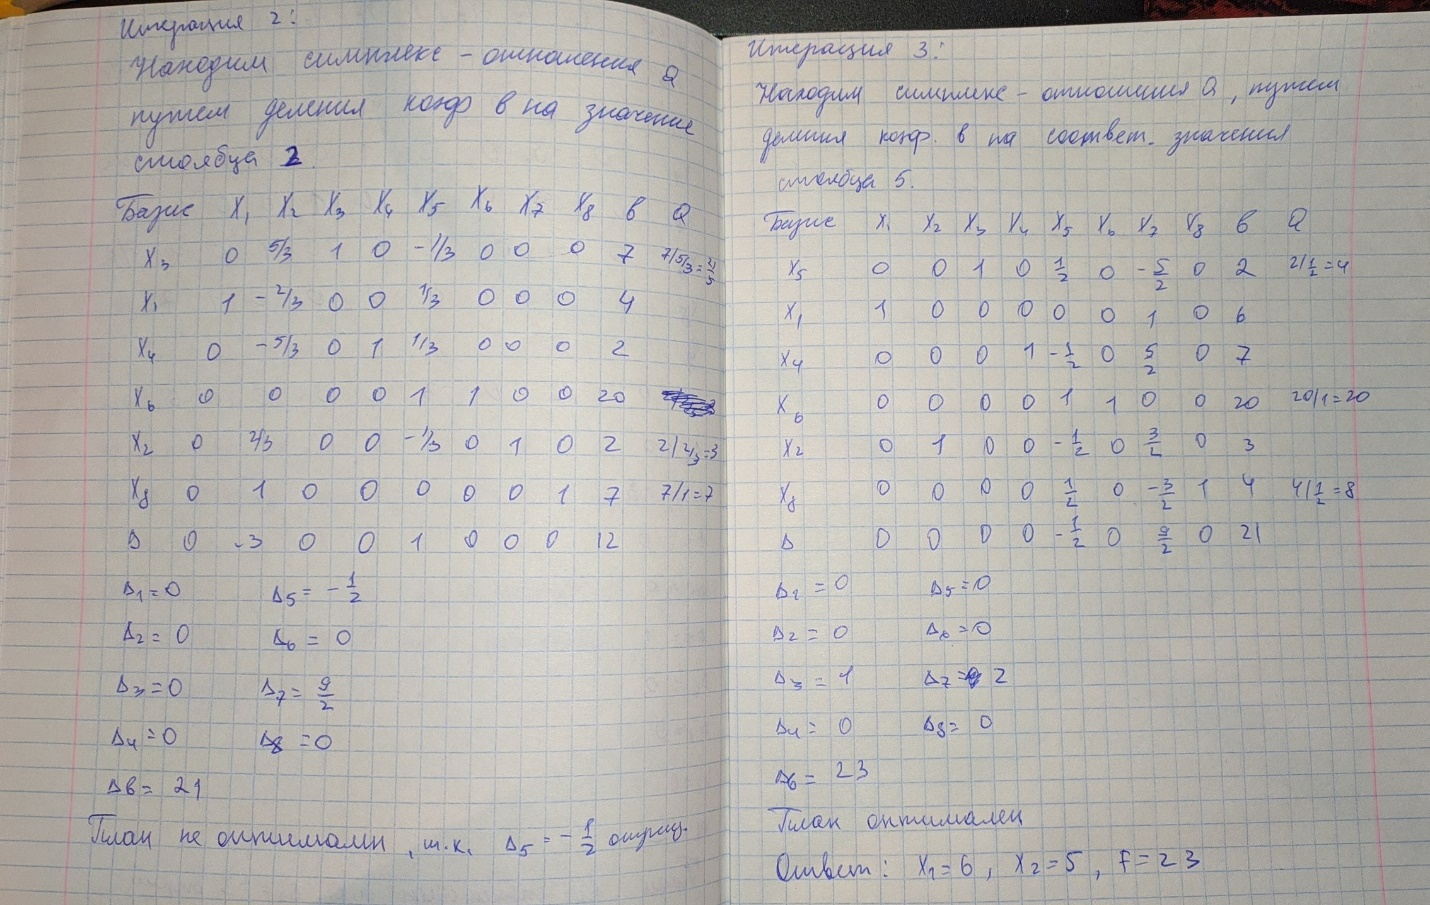 Итерация 2:
Находим симплекс-отношения Q
путем деления коэф в на значение
столбца 2.
Базис X₁ X₂ X₃ X₄ X₅ X₆ X₇ X₈ в Q
X₃ 0 5/3 1 0 -1/3 0 0 0 7 7/5/3=
X₁ 1 -2/3 0 0 1/3 0 0 0 4
X₄ 0 -5/3 0 1 1/3 0 0 0 2
X₆ 0 0 0 0 1 1 0 0 20
X₂ 0 2/3 0 0 -1/3 0 1 0 2 2/2/3=3
X₈ 0 1 0 0 0 0 0 1 7 7/1=7
Δ 0 -3 0 0 1 0 0 0 12
Δ₁=0 Δ₅=-1/2
Δ₂=0 Δ₆=0
Δ₃=0 Δ₇=9/2
Δ₄=0 Δ₈=0
Δв=21
План не оптимален, т.к. Δ₅=-1/2 отриц.
Итерация 3:
Находим симплекс-отношения Q, путем
деления коэф. в на соответ. значения
столбца 5.
Базис X₁ X₂ X₃ X₄ X₅ X₆ X₇ X₈ в Q
X₅ 0 0 1 0 1/2 0 -5/2 0 2 2/1/2=4
X₁ 1 0 0 0 0 0 1 0 6
X₄ 0 0 0 1 -1/2 0 5/2 0 7
X₆ 0 0 0 0 1 1 0 0 20 20/1=20
X₂ 0 1 0 0 -1/2 0 3/2 0 3
X₈ 0 0 0 0 1/2 0 -3/2 1 4 4/1/2=8
Δ 0 0 0 0 -1/2 0 9/2 0 21
Δ₁=0 Δ₅=0
Δ₂=0 Δ₆=0
Δ₃=1 Δ₇=2
Δ₄=0 Δ₈=0
Δв=23
План оптимален
Ответ: X₁=6, X₂=5, F=23